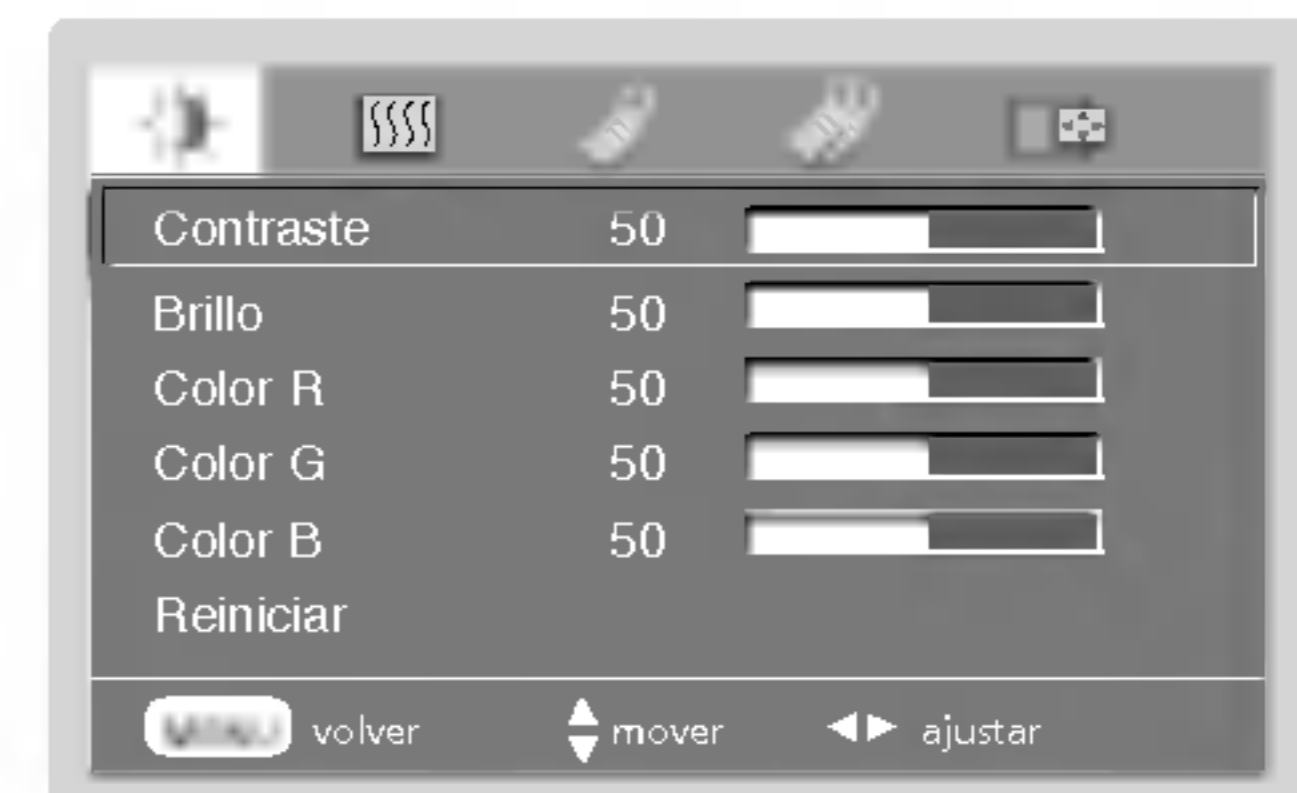 Contraste 50
Brillo 50
Color R 50
Color G 50
Color B 50
Reiniciar
volver mover ajustar